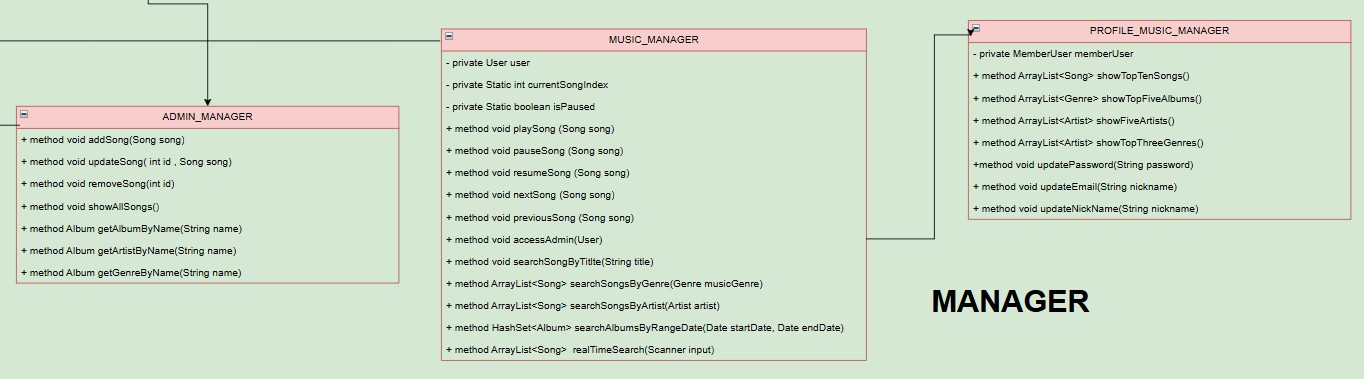 ADMIN_MANAGER
+ method void addSong(Song song)
+ method void updateSong( int id , Song song)
+ method void removeSong(int id)
+ method void showAllSongs()
+ method Album getAlbumByName(String name)
+ method Album getArtistByName(String name)
+ method Album getGenreByName(String name)
MUSIC_MANAGER
- private User user
- private Static int currentSongIndex
- private Static boolean isPaused
+ method void playSong (Song song)
+ method void pauseSong (Song song)
+ method void resumeSong (Song song)
+ method void nextSong (Song song)
+ method void previousSong (Song song)
+ method void accessAdmin(User)
+ method void searchSongByTitlte(String title)
+ method ArrayList<Song> searchSongsByGenre(Genre musicGenre)
+ method ArrayList<Song> searchSongsByArtist(Artist artist)
+ method HashSet<Album> searchAlbumsByRangeDate(Date startDate, Date endDate)
+ method ArrayList<Song> realTimeSearch(Scanner input)
PROFILE_MUSIC_MANAGER
- private MemberUser memberUser
+ method ArrayList<Song> showTopTenSongs()
+ method ArrayList<Genre> showTopFiveAlbums()
+ method ArrayList<Artist> showFiveArtists()
+ method ArrayList<Artist> showTopThreeGenres()
+method void updatePassword(String password)
+ method void updateEmail(String nickname)
+ method void updateNickName(String nickname)
MANAGER